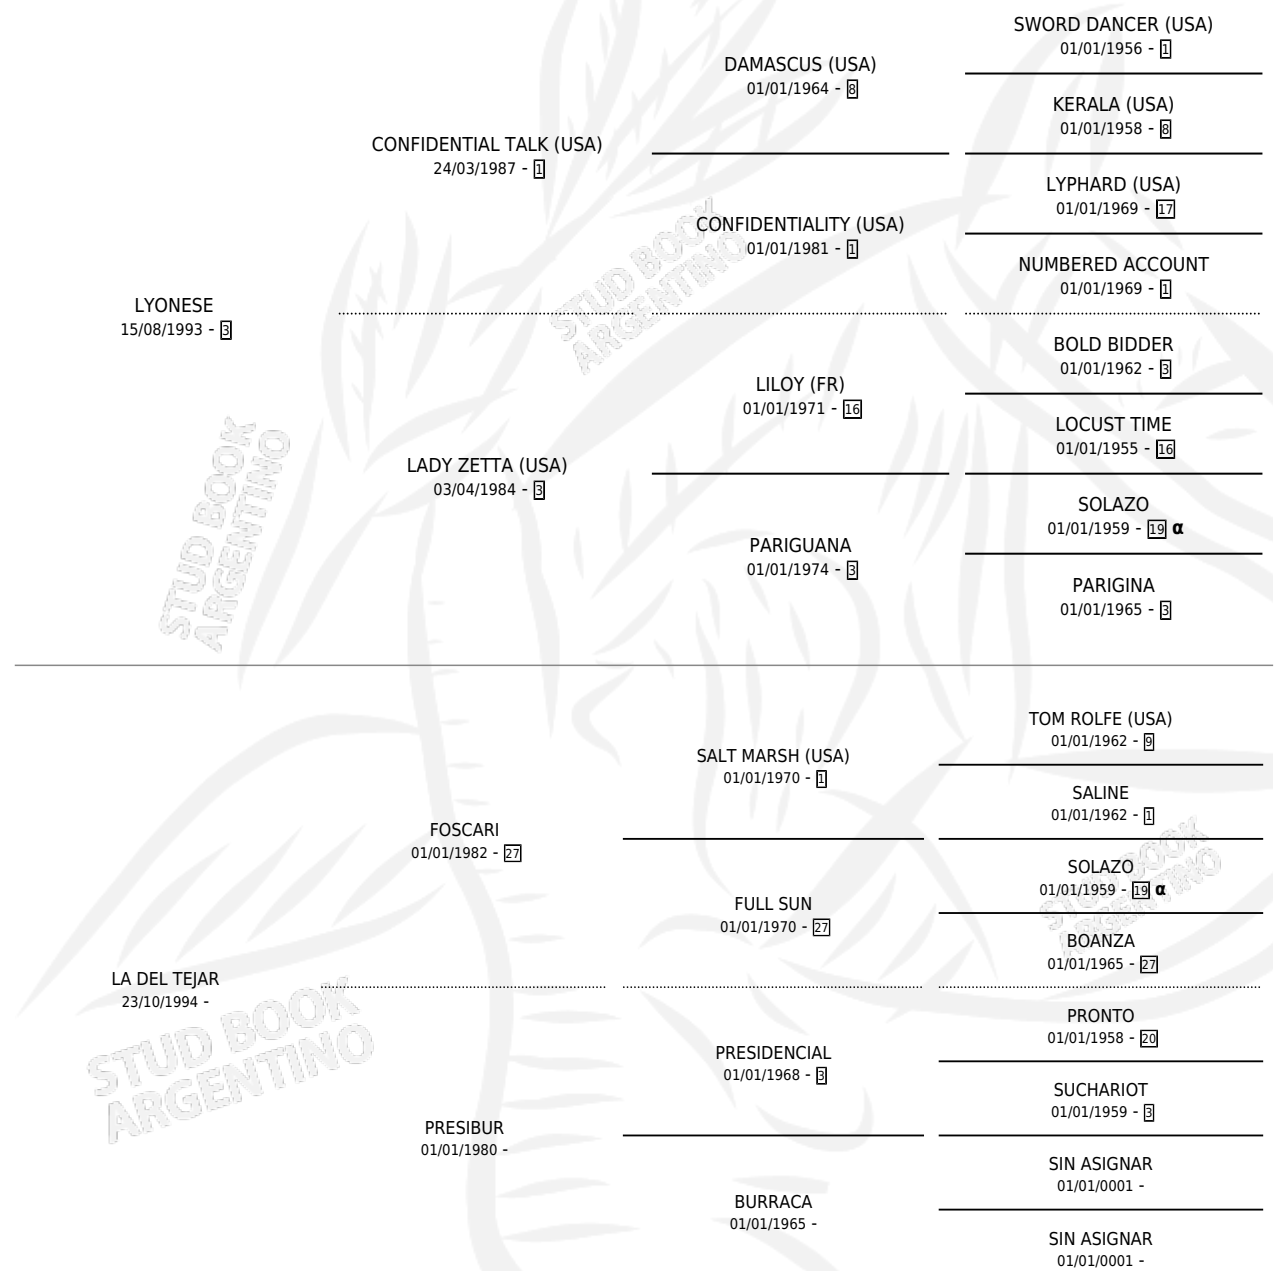 SWORD DANCER (USA)
01/01/1956 - 1
DAMASCUS (USA)
01/01/1964 - 8
KERALA (USA)
01/01/1958 - 8
CONFIDENTIAL TALK (USA)
24/03/1987 - 1
LYPHARD (USA)
01/01/1969 - 17
CONFIDENTIALITY (USA)
01/01/1981 - 1
NUMBERED ACCOUNT
01/01/1969 - 1
LYONESE
15/08/1993 - 3
BOLD BIDDER
01/01/1962 - 3
LILOY (FR)
01/01/1971 - 16
LOCUST TIME
01/01/1955 - 16
LADY ZETTA (USA)
03/04/1984 - 3
SOLAZO
01/01/1959 - 19 α
PARIGUANA
01/01/1974 - 3
PARIGINA
01/01/1965 - 3
TOM ROLFE (USA)
01/01/1962 - 9
SALT MARSH (USA)
01/01/1970 - 1
SALINE
01/01/1962 - 1
FOSCARI
01/01/1982 - 27
SOLAZO
01/01/1959 - 19 α
FULL SUN
01/01/1970 - 27
BOANZA
01/01/1965 - 27
LA DEL TEJAR
23/10/1994 -
PRONTO
01/01/1958 - 20
PRESIDENCIAL
01/01/1968 - 3
SUCHARIOT
01/01/1959 - 3
PRESIBUR
01/01/1980 -
SIN ASIGNAR
01/01/0001 -
BURRACA
01/01/1965 -
SIN ASIGNAR
01/01/0001 -
STUD BOOK
ARGENTINO
STUD BOOK
ARGENTINO
STUD BOOK
ARGENTINO
STUD BOOK
ARGENTINO